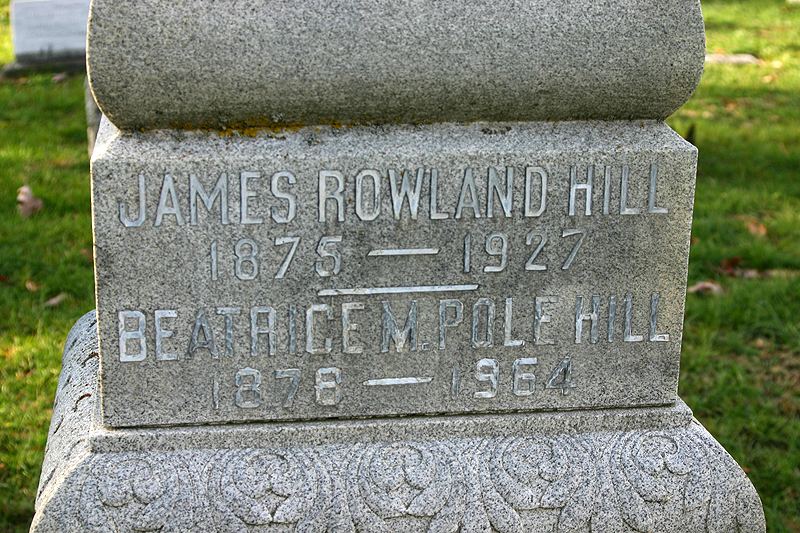 JAMES ROWLAND HILL
1875 — 1927
BEATRICE M. POLE HILL
1878 — 1964